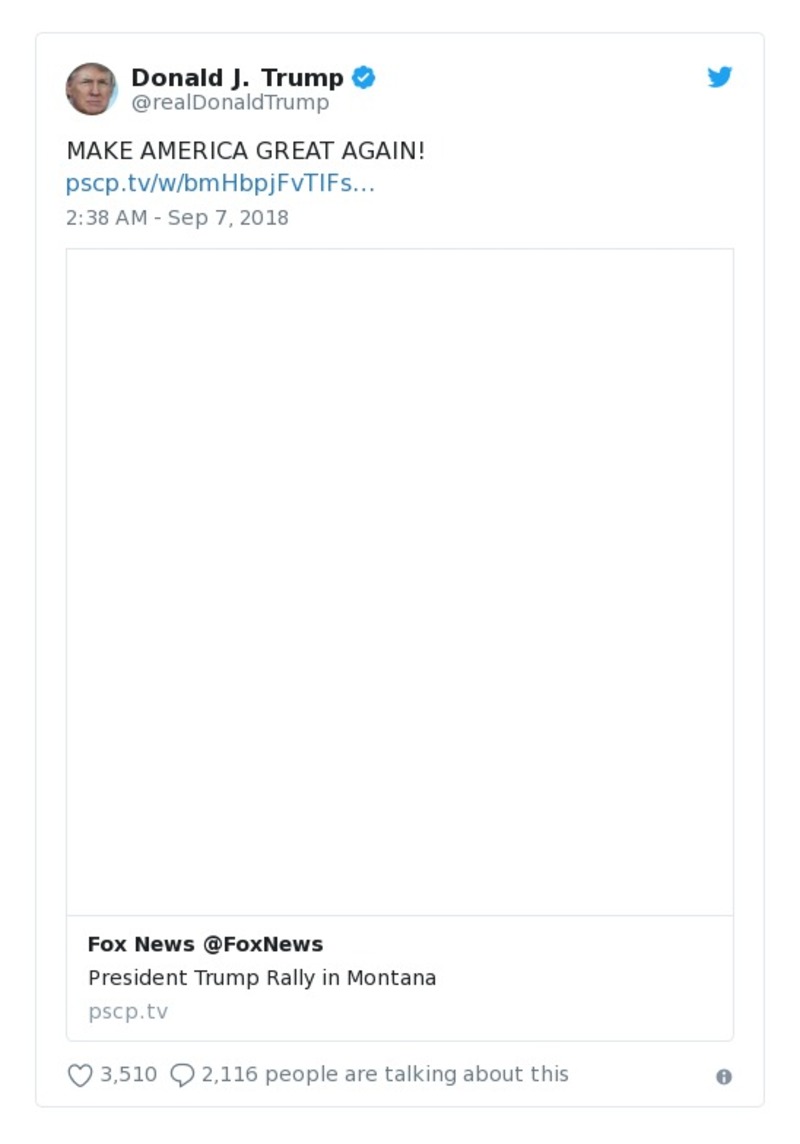 Donald J. Trump
@realDonaldTrump
MAKE AMERICA GREAT AGAIN!
pscp.tv/w/bmHbpjFvTlFs…
2:38 AM - Sep 7, 2018
Fox News @FoxNews
President Trump Rally in Montana
pscp.tv
3,510 2,116 people are talking about this